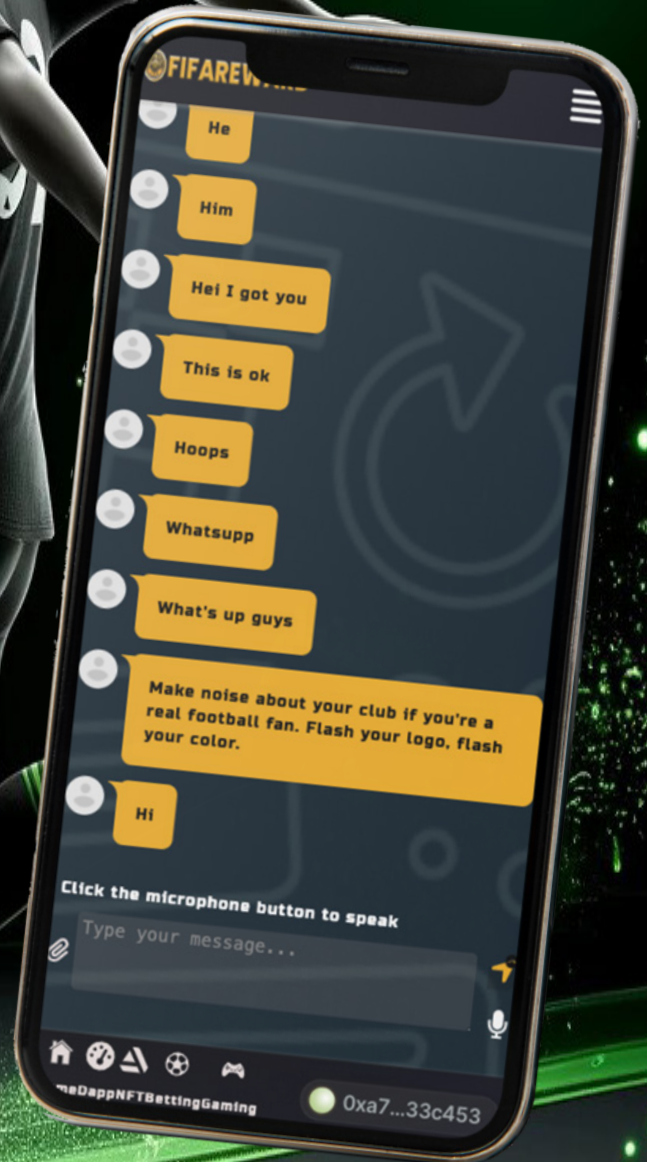 FIFAREWARD
He
Him
Hei I got you
This is ok
Hoops
Whatsupp
What's up guys
Make noise about your club if you're a
real football fan. Flash your logo, flash
your color.
Hi
Click the microphone button to speak
Type your message...
meDappNFTBettingGaming
0xa7...33c453